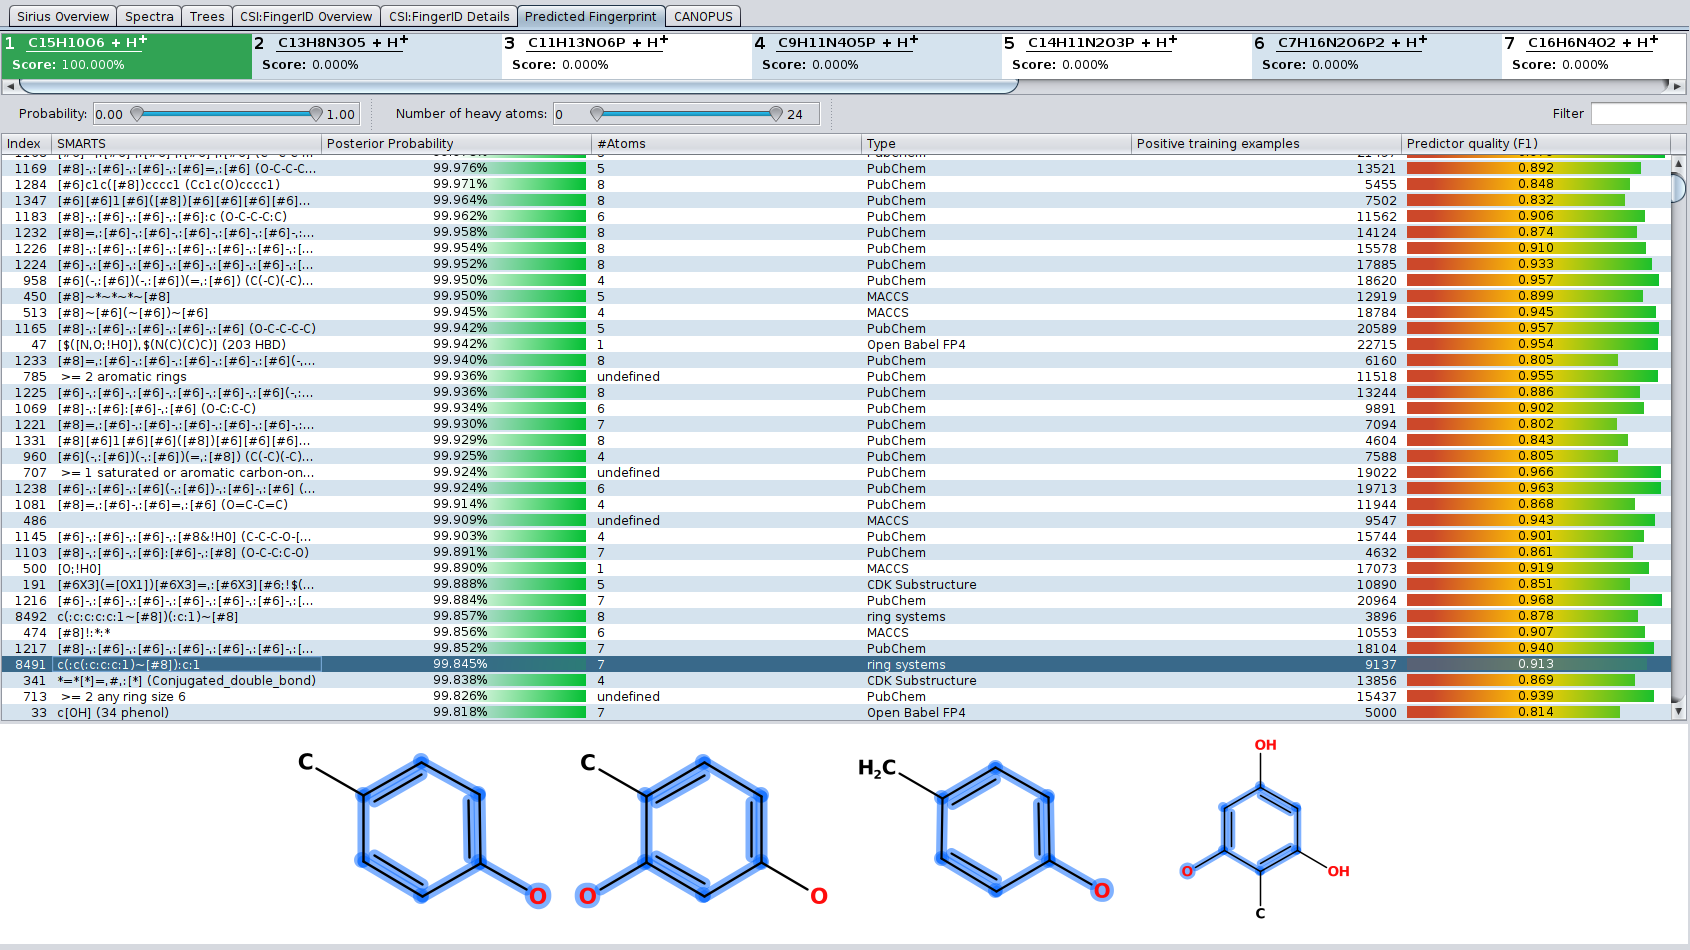 Sirius Overview Spectra Trees CSI:FingerID Overview CSI:FingerID Details Predicted Fingerprint CANOPUS
1 C15H10O6 + H+ 2 C13H8N3O5 + H+ 3 C11H13NO6P + H+ 4 C9H11N4O5P + H+ 5 C14H11N2O3P + H+ 6 C7H16N2O6P2 + H+ 7 C16H6N4O2 + H+
Score: 100.000% Score: 0.000% Score: 0.000% Score: 0.000% Score: 0.000% Score: 0.000% Score: 0.000%
Probability: 0.00 1.00 Number of heavy atoms: 0 24 Filter
Index SMARTS Posterior Probability #Atoms Type Positive training examples Predictor quality (F1)
1169 [#8]-,:[#6]-,:[#6]-,:[#6]=,:[#6] (O-C-C-C... 99.976% 5 PubChem 13521 0.892
1284 [#6]c1c([#8])cccc1 (Cc1c(O)cccc1) 99.971% 8 PubChem 5455 0.848
1347 [#6][#6]1[#6]([#8])[#6][#6][#6][#6]... 99.964% 8 PubChem 7502 0.832
1183 [#8]-,:[#6]-,:[#6]-,:[#6]:c (O-C-C-C:C) 99.962% 6 PubChem 11562 0.906
1232 [#8]=,:[#6]-,:[#6]-,:[#6]-,:[#6]-,:... 99.958% 8 PubChem 14124 0.874
1226 [#8]-,:[#6]-,:[#6]-,:[#6]-,:[#6]-,:[... 99.954% 8 PubChem 15578 0.910
1224 [#6]-,:[#6]-,:[#6]-,:[#6]-,:[#6]-,:[... 99.952% 8 PubChem 17885 0.933
958 [#6](-,:[#6])(-,:[#6])(=,:[#6]) (C(-C)(-C)... 99.950% 4 PubChem 18620 0.957
450 [#8]~*~*~*~[#8] 99.950% 5 MACCS 12919 0.899
513 [#8]~[#6](~[#6])~[#6] 99.945% 4 MACCS 18784 0.945
1165 [#8]-,:[#6]-,:[#6]-,:[#6]-,:[#6] (O-C-C-C-C) 99.942% 5 PubChem 20589 0.957
47 [$([N,O;!H0]),$(N(C)(C)C)] (203 HBD) 99.942% 1 Open Babel FP4 22715 0.954
1233 [#8]=,:[#6]-,:[#6]-,:[#6]-,:[#6](-,:... 99.940% 8 PubChem 6160 0.805
785 >= 2 aromatic rings 99.936% undefined PubChem 11518 0.955
1225 [#8]-,:[#6]-,:[#6]-,:[#6]-,:[#6](-,:... 99.936% 8 PubChem 13244 0.886
1069 [#8]-,:[#6]:[#6]-,:[#6] (O-C:C-C) 99.934% 6 PubChem 9891 0.902
1221 [#8]=,:[#6]-,:[#6]-,:[#6]-,:[#6]-,:... 99.930% 7 PubChem 7094 0.802
1331 [#8][#6]1[#6][#6]([#8])[#6][#6][#6]... 99.929% 8 PubChem 4604 0.843
960 [#6](-,:[#6])(-,:[#6])(=,:[#8]) (C(-C)(-C)... 99.925% 4 PubChem 7588 0.805
707 >= 1 saturated or aromatic carbon-on... 99.924% undefined PubChem 19022 0.966
1238 [#6]-,:[#6]-,:[#6](-,:[#6])-,:[#6]-,:[#6] (... 99.924% 6 PubChem 19713 0.963
1081 [#8]=,:[#6]-,:[#6]=,:[#6] (O=C-C=C) 99.914% 4 PubChem 11944 0.868
486 99.909% undefined MACCS 9547 0.943
1145 [#6]-,:[#6]-,:[#6]-,:[#8&!H0] (C-C-C-O-[... 99.903% 4 PubChem 15744 0.901
1103 [#8]-,:[#6]-,:[#6]:[#6]-,:[#8] (O-C-C:C-O) 99.891% 7 PubChem 4632 0.861
500 [O;!H0] 99.890% 1 MACCS 17073 0.919
191 [#6X3](=[OX1])[#6X3]=,:[#6X3][#6;!$(... 99.888% 5 CDK Substructure 10890 0.851
1216 [#6]-,:[#6]-,:[#6]-,:[#6]-,:[#6]-,:[... 99.884% 7 PubChem 20964 0.968
8492 c(:c:c:c:c:1~[#8])(:c:1)~[#8] 99.857% 8 ring systems 3896 0.878
474 [#8]!:*:* 99.856% 6 MACCS 10553 0.907
1217 [#8]-,:[#6]-,:[#6]-,:[#6]-,:[#6]-,:[... 99.852% 7 PubChem 18104 0.940
8491 c(:c(:c:c:c:1)~[#8]):c:1 99.845% 7 ring systems 9137 0.913
341 *=*[*]=,#,:[*] (Conjugated_double_bond) 99.838% 4 CDK Substructure 13856 0.869
713 >= 2 any ring size 6 99.826% undefined PubChem 15437 0.939
33 c[OH] (34 phenol) 99.818% 7 Open Babel FP4 5000 0.814
C O
C O O
H2C O
OH O OH C